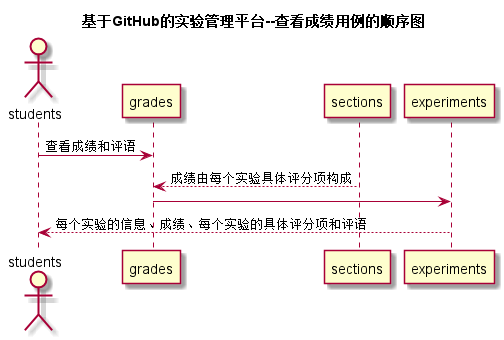 基于GitHub的实验管理平台--查看成绩用例的顺序图
students
grades
sections
experiments
查看成绩和评语
成绩由每个实验具体评分项构成
每个实验的信息、成绩、每个实验的具体评分项和评语
students
grades
sections
experiments